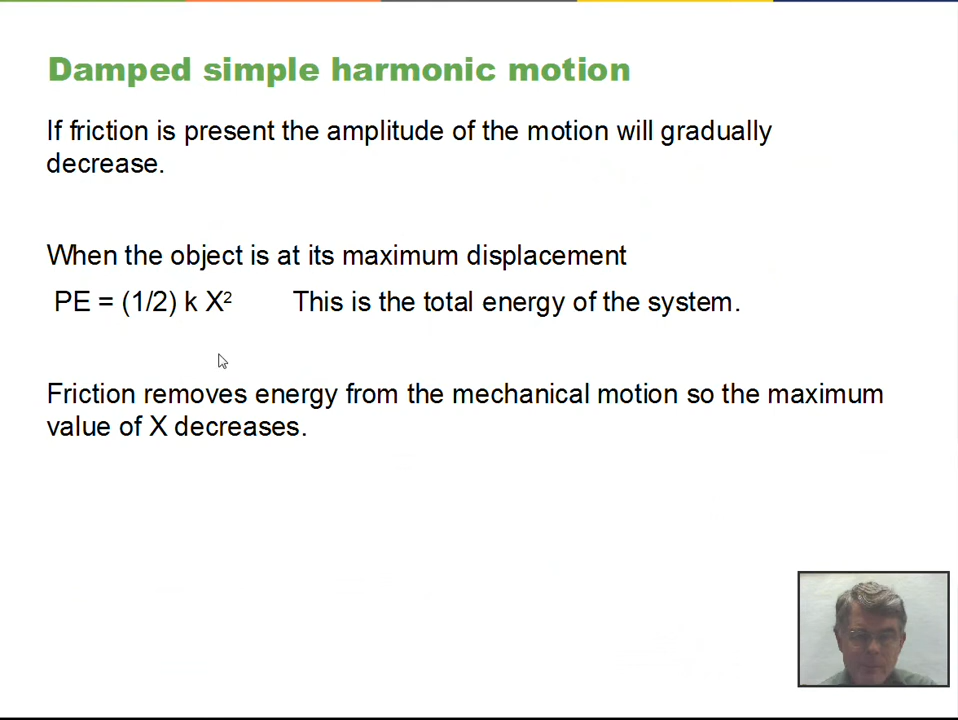 Damped simple harmonic motion
If friction is present the amplitude of the motion will gradually
decrease.
When the object is at its maximum displacement
PE = (1/2) k X² This is the total energy of the system.
Friction removes energy from the mechanical motion so the maximum
value of X decreases.